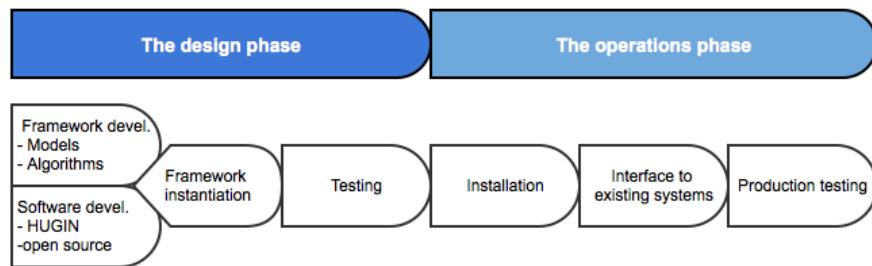 The design phase
The operations phase
Framework devel.
- Models
- Algorithms
Software devel.
- HUGIN
-open source
Framework
instantiation
Testing
Installation
Interface to
existing systems
Production testing